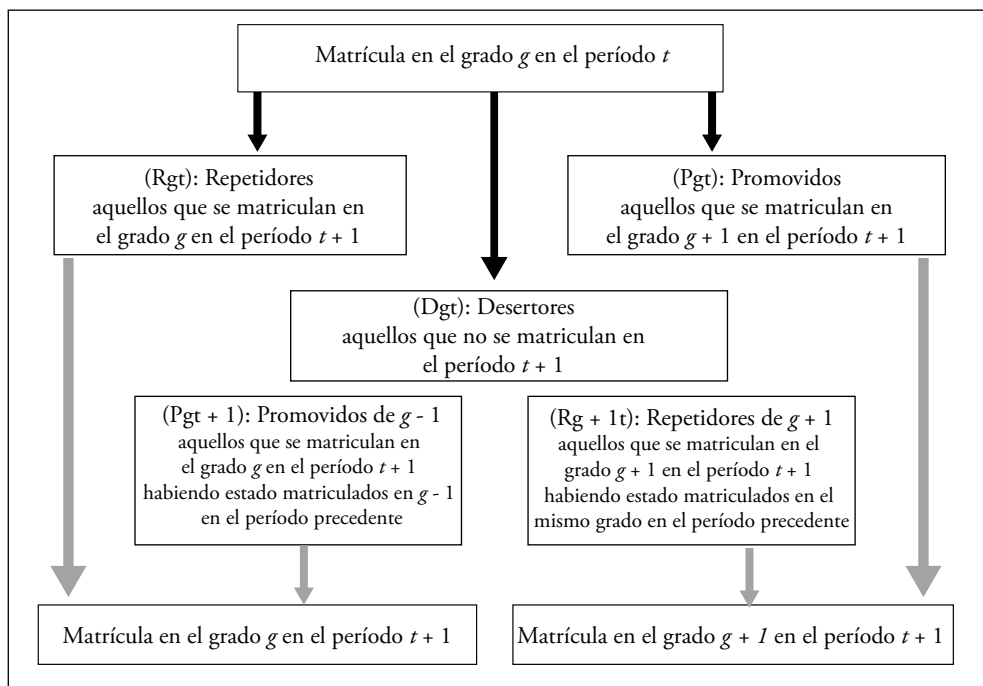 Matrícula en el grado g en el período t
(Rgt): Repetidores
aquellos que se matriculan en
el grado g en el período t + 1
(Pgt): Promovidos
aquellos que se matriculan en
el grado g + 1 en el período t + 1
(Dgt): Desertores
aquellos que no se matriculan en
el período t + 1
(Pgt + 1): Promovidos de g - 1
aquellos que se matriculan en
el grado g en el período t + 1
habiendo estado matriculados en g - 1
en el período precedente
(Rg + 1t): Repetidores de g + 1
aquellos que se matriculan en el
grado g + 1 en el período t + 1
habiendo estado matriculados en el
mismo grado en el período precedente
Matrícula en el grado g en el período t + 1
Matrícula en el grado g + 1 en el período t + 1